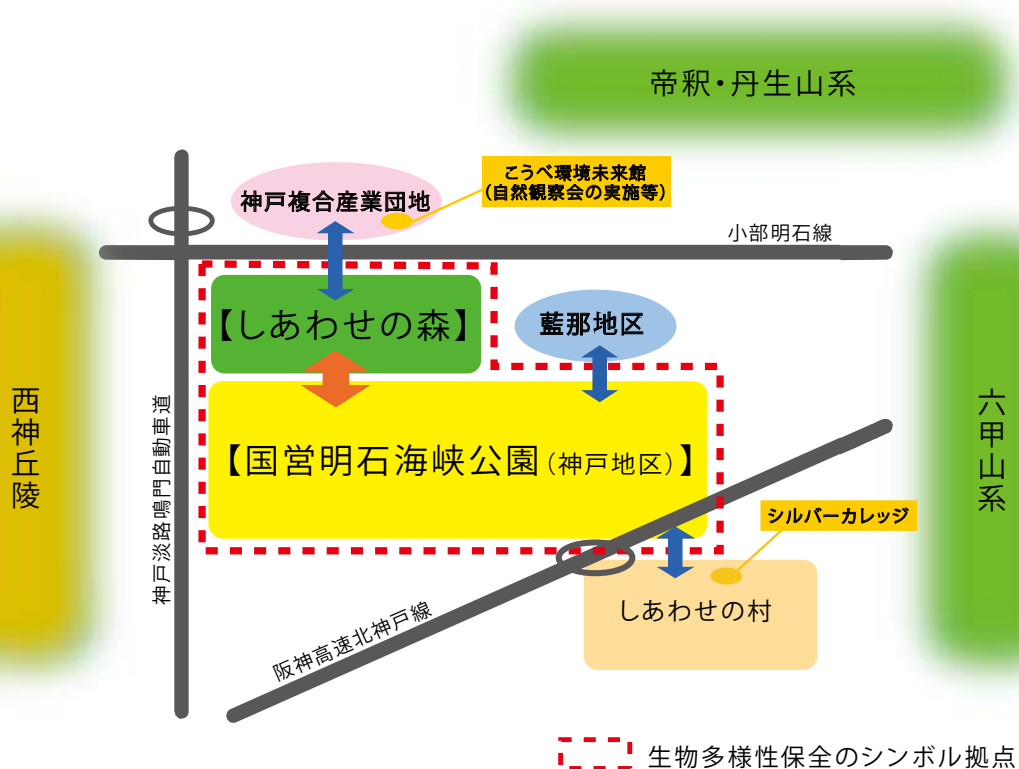 帝釈・丹生山系
こうべ環境未来館
(自然観察会の実施等)
神戸複合産業団地
小部明石線
【しあわせの森】
藍那地区
西神丘陵
神戸淡路鳴門自動車道
六甲山系
【国営明石海峡公園(神戸地区)】
シルバーカレッジ
しあわせの村
阪神高速北神戸線
生物多様性保全のシンボル拠点